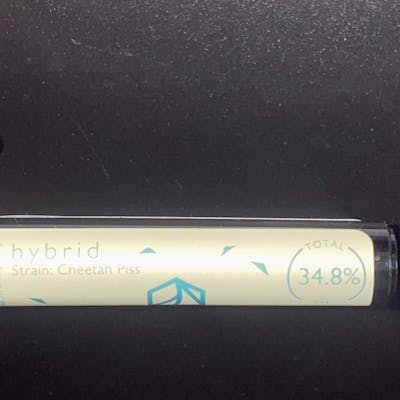 hybrid
Strain: Cheetah Piss
TOTAL
34.8%